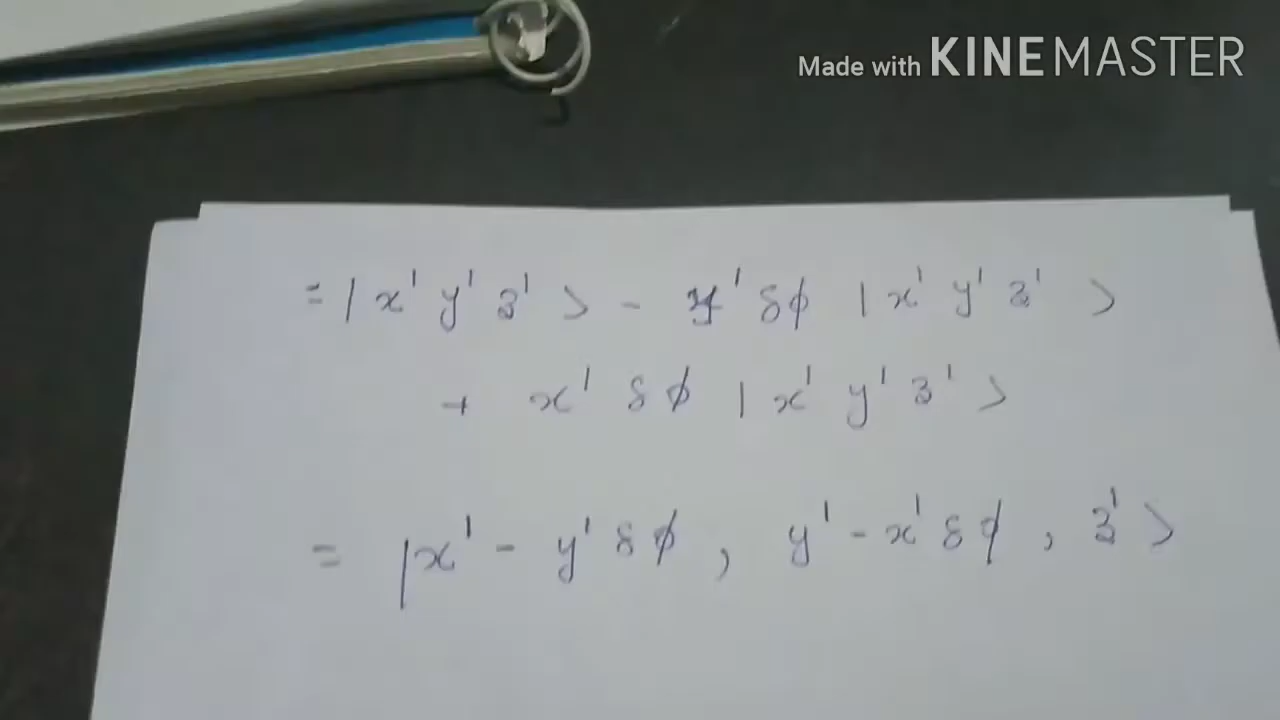 Made with KINEMASTER
= | x' y' z' > - y' δϕ | x' y' z' >
+ x' δϕ | x' y' z' >
= | x' - y' δϕ , y' - x' δϕ , z' >